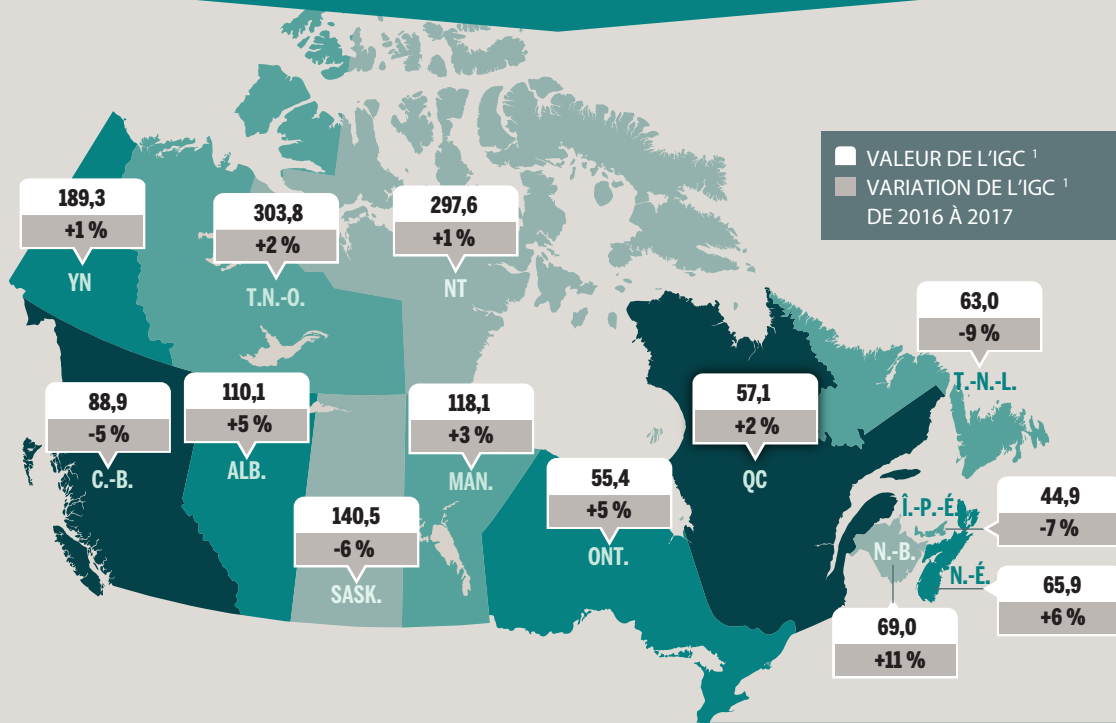 VALEUR DE L'IGC ¹
VARIATION DE L'IGC ¹
DE 2016 À 2017
189,3
+1 %
YN
303,8
+2 %
T.N.-O.
297,6
+1 %
NT
63,0
-9 %
T.-N.-L.
88,9
-5 %
C.-B.
110,1
+5 %
ALB.
140,5
-6 %
SASK.
118,1
+3 %
MAN.
55,4
+5 %
ONT.
57,1
+2 %
QC
Î.-P.-É.
44,9
-7 %
N.-B.
69,0
+11 %
N.-É.
65,9
+6 %